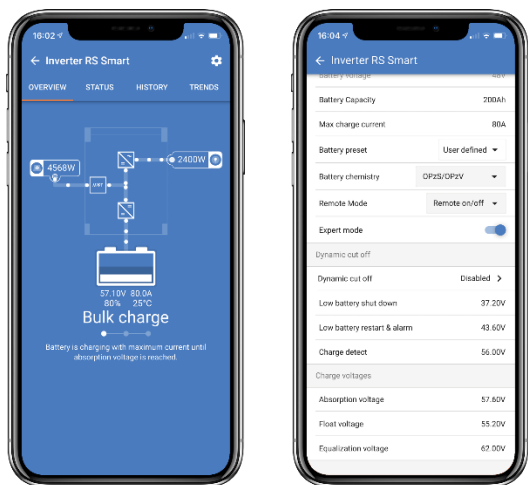 16:02
Inverter RS Smart
OVERVIEW STATUS HISTORY TRENDS
4568W
2400W
MPPT
57.10V 80.0A
80% 25°C
Bulk charge
Battery is charging with maximum current until
absorption voltage is reached.
16:04
Inverter RS Smart
Battery voltage 48V
Battery Capacity 200Ah
Max charge current 80A
Battery preset User defined
Battery chemistry OPzS/OPzV
Remote Mode Remote on/off
Expert mode
Dynamic cut off
Dynamic cut off Disabled
Low battery shut down 37.20V
Low battery restart & alarm 43.60V
Charge detect 56.00V
Charge voltages
Absorption voltage 57.60V
Float voltage 55.20V
Equalization voltage 62.00V